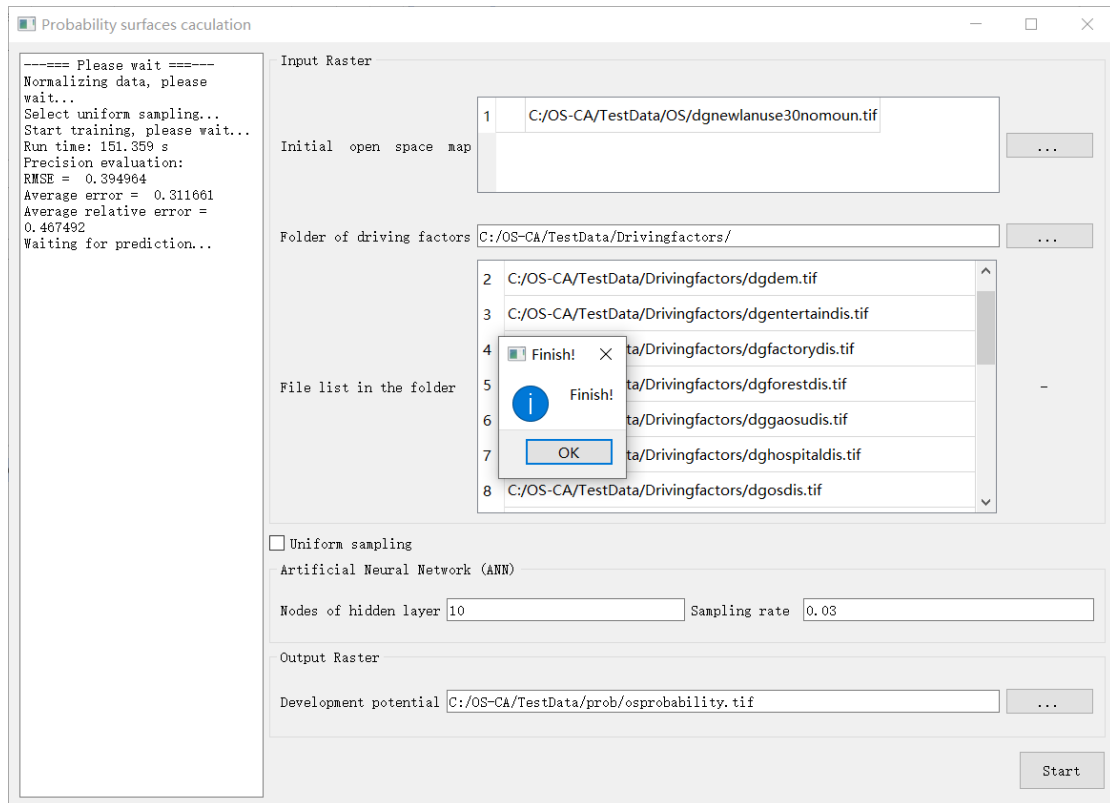 Probability surfaces caculation
---=== Please wait ===---
Normalizing data, please
wait...
Select uniform sampling...
Start training, please wait...
Run time: 151.359 s
Precision evaluation:
RMSE =  0.394964
Average error =  0.311661
Average relative error =
0.467492
Waiting for prediction...
Input Raster
Initial open space map
1 C:/OS-CA/TestData/OS/dgnewlanuse30nomoun.tif
...
Folder of driving factors C:/OS-CA/TestData/Drivingfactors/ ...
File list in the folder
2 C:/OS-CA/TestData/Drivingfactors/dgdem.tif
3 C:/OS-CA/TestData/Drivingfactors/dgentertaindis.tif
4 ta/Drivingfactors/dgfactorydis.tif
5 ta/Drivingfactors/dgforestdis.tif
6 ta/Drivingfactors/dggaosudis.tif
7 ta/Drivingfactors/dghospitaldis.tif
8 C:/OS-CA/TestData/Drivingfactors/dgosdis.tif
-
Finish!
Finish!
OK
Uniform sampling
Artificial Neural Network (ANN)
Nodes of hidden layer 10 Sampling rate 0.03
Output Raster
Development potential C:/OS-CA/TestData/prob/osprobability.tif ...
Start